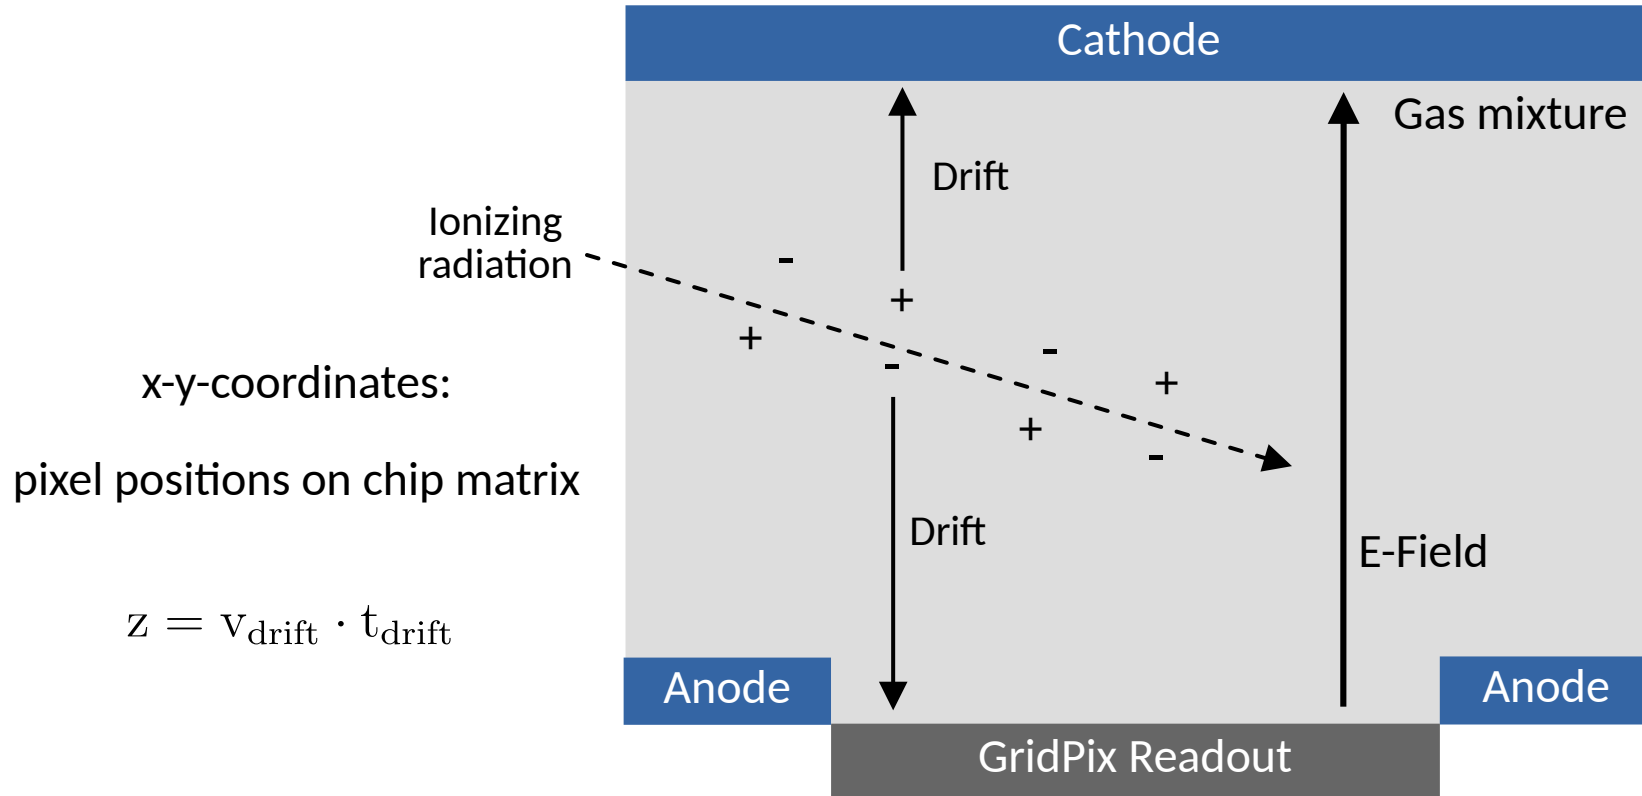 Cathode
Gas mixture
Drift
Ionizing
radiation
-
+
+
-
-
+
+
-
x-y-coordinates:
pixel positions on chip matrix
Drift
E-Field
z = v_drift · t_drift
Anode
Anode
GridPix Readout